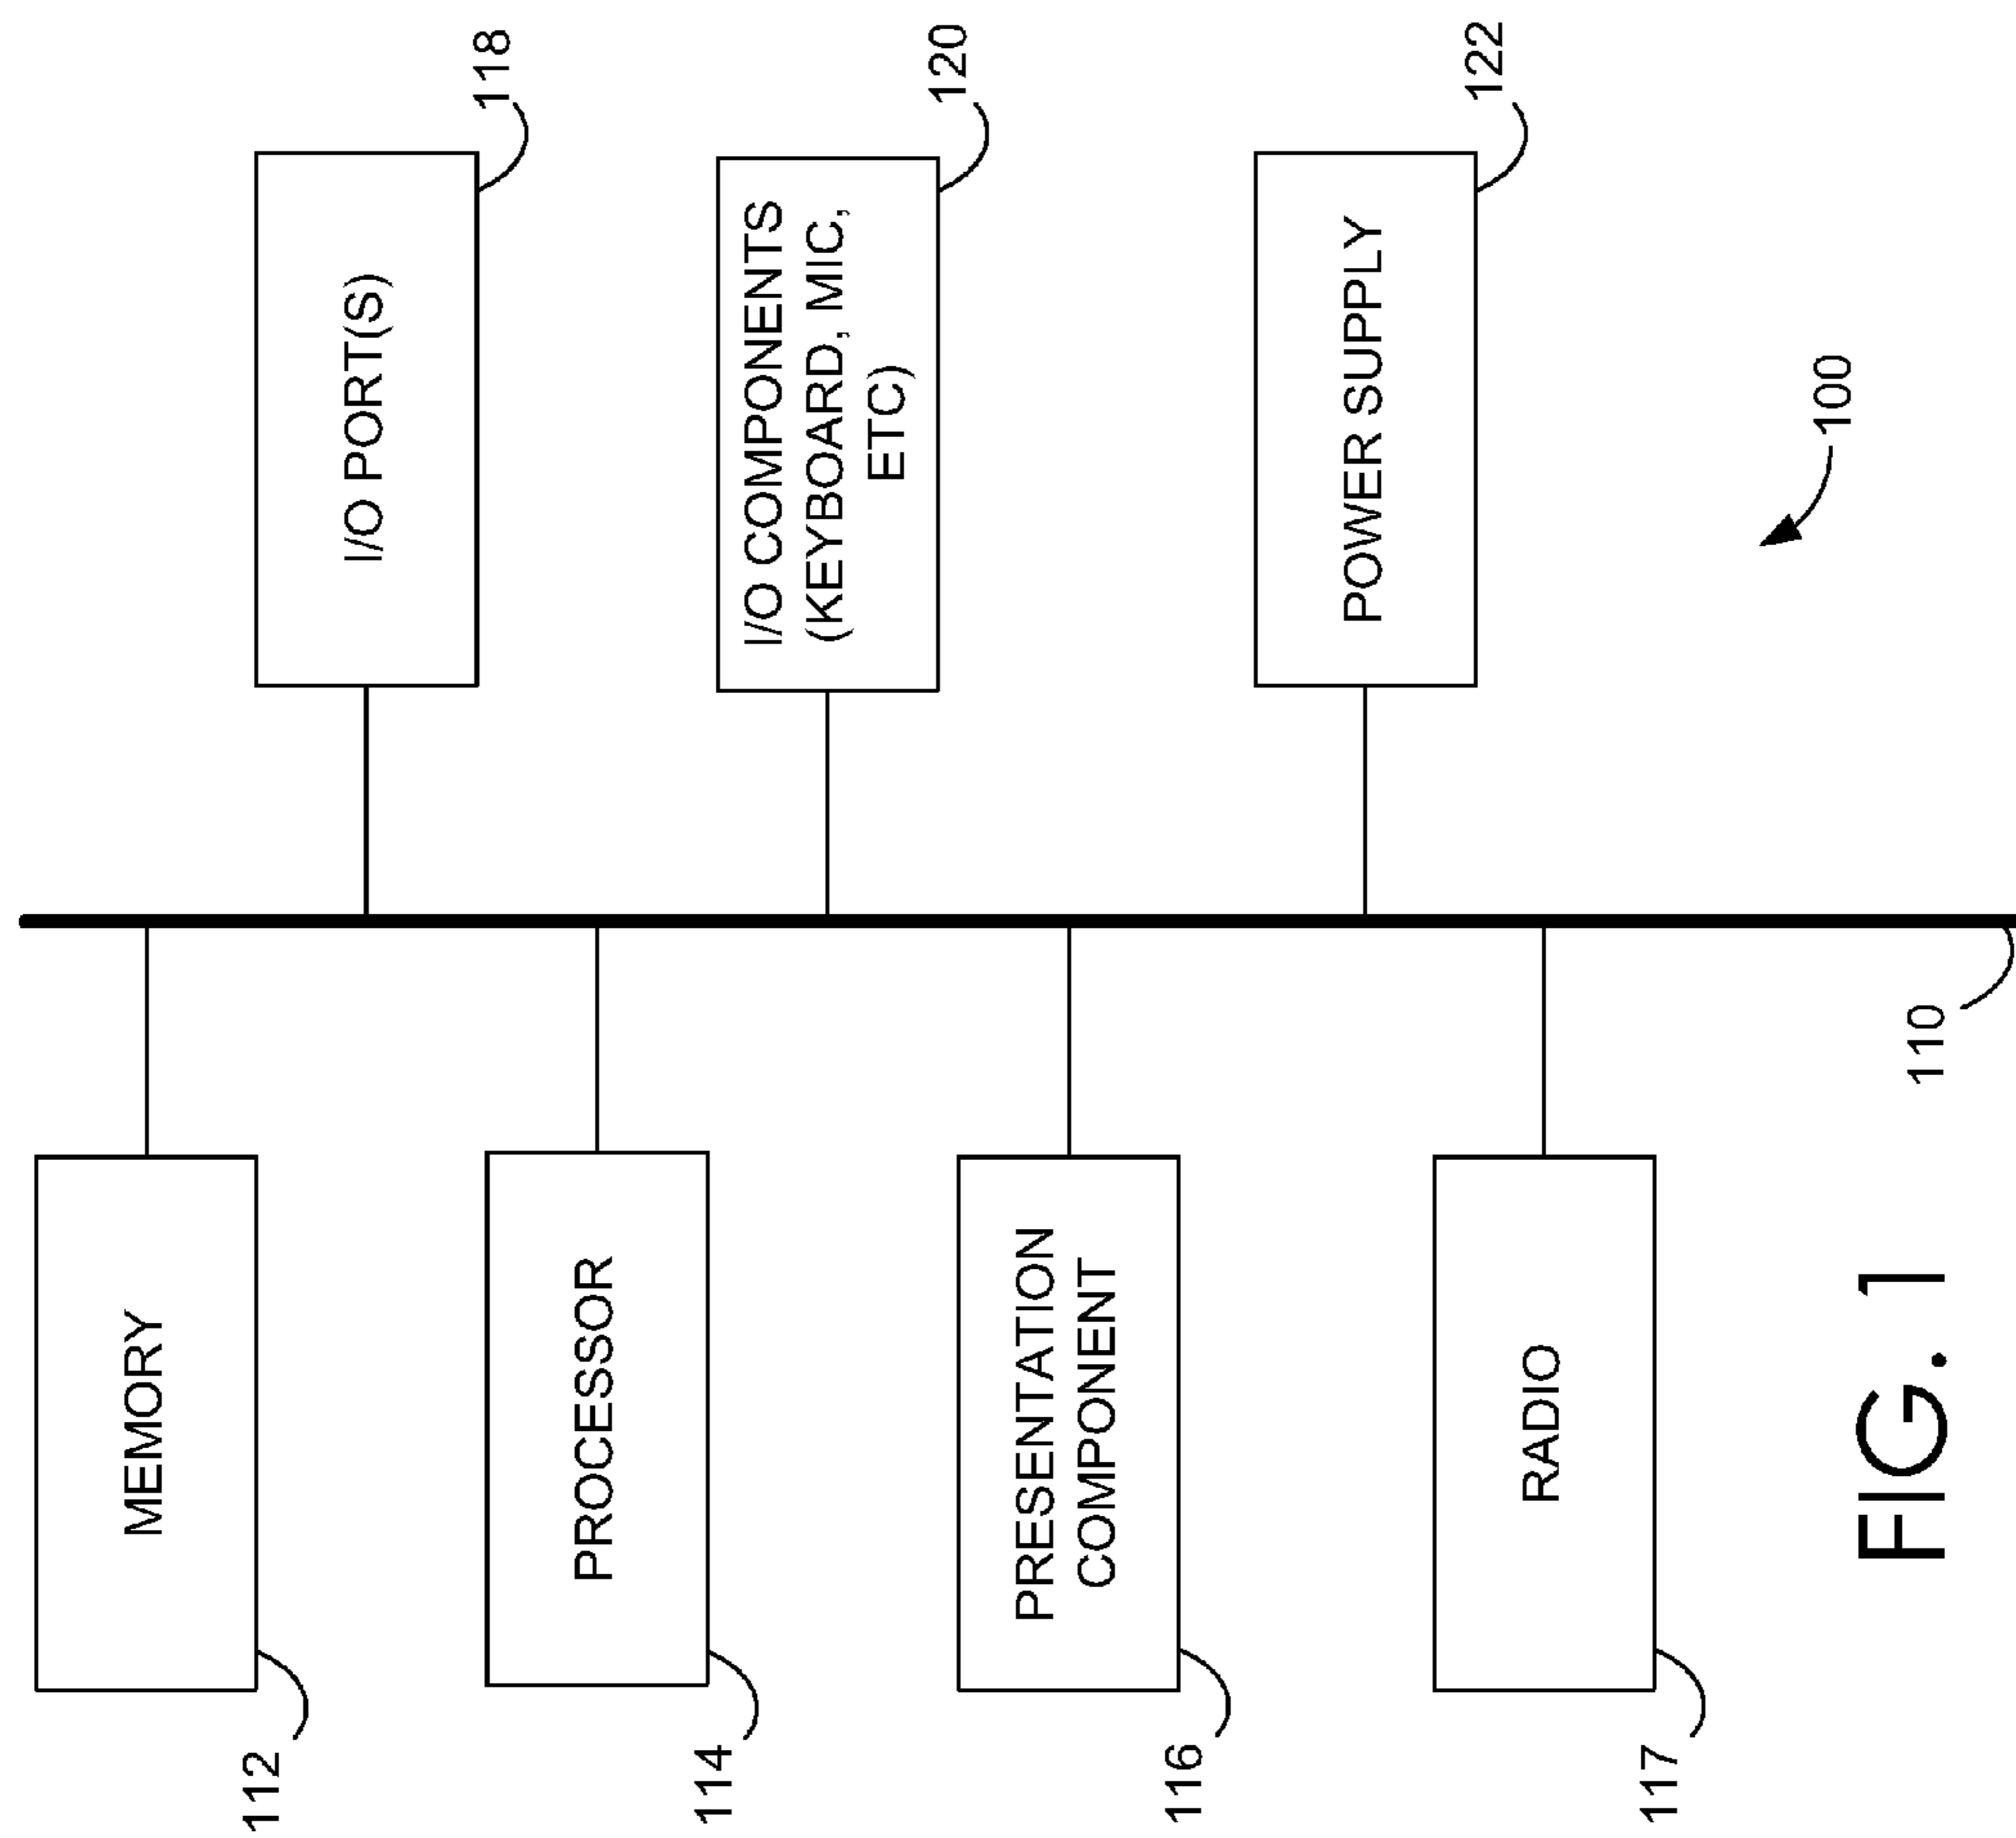 MEMORY
112
PROCESSOR
114
PRESENTATION
COMPONENT
116
RADIO
117
I/O PORT(S)
118
I/O COMPONENTS
(KEYBOARD, MIC,
ETC)
120
POWER SUPPLY
122
100
110
FIG. 1